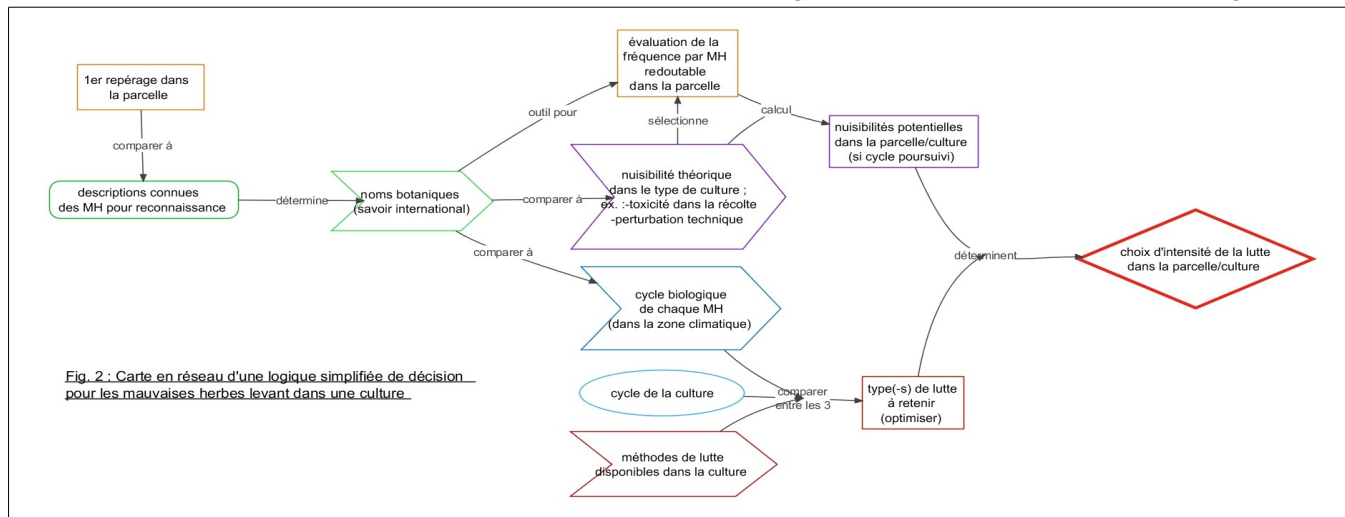 1er repérage dans
la parcelle
comparer à
descriptions connues
des MH pour reconnaissance
détermine
noms botaniques
(savoir international)
outil pour
évaluation de la
fréquence par MH
redoutable
dans la parcelle
sélectionne
calcul
comparer à
nuisibilité théorique
dans le type de culture ;
ex. :-toxicité dans la récolte
-perturbation technique
nuisibilités potentielles
dans la parcelle/culture
(si cycle poursuivi)
comparer à
cycle biologique
de chaque MH
(dans la zone climatique)
cycle de la culture
méthodes de lutte
disponibles dans la culture
comparer
entre les 3
type(-s) de lutte
à retenir
(optimiser)
déterminent
choix d'intensité de la lutte
dans la parcelle/culture
Fig. 2 : Carte en réseau d'une logique simplifiée de décision
pour les mauvaises herbes levant dans une culture